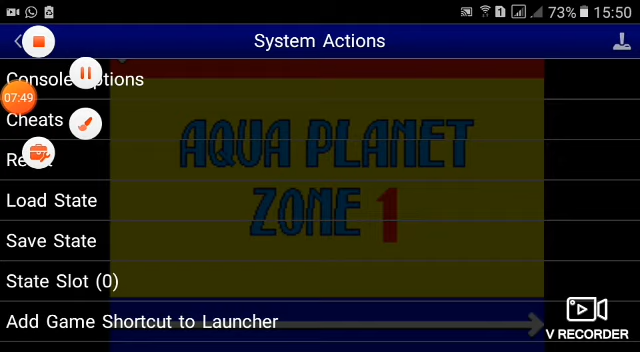 73% 15:50
System Actions
Console Options
07:49
Cheats
Load State
AQUA PLANET
Save State
ZONE 1
State Slot (0)
Add Game Shortcut to Launcher
V RECORDER